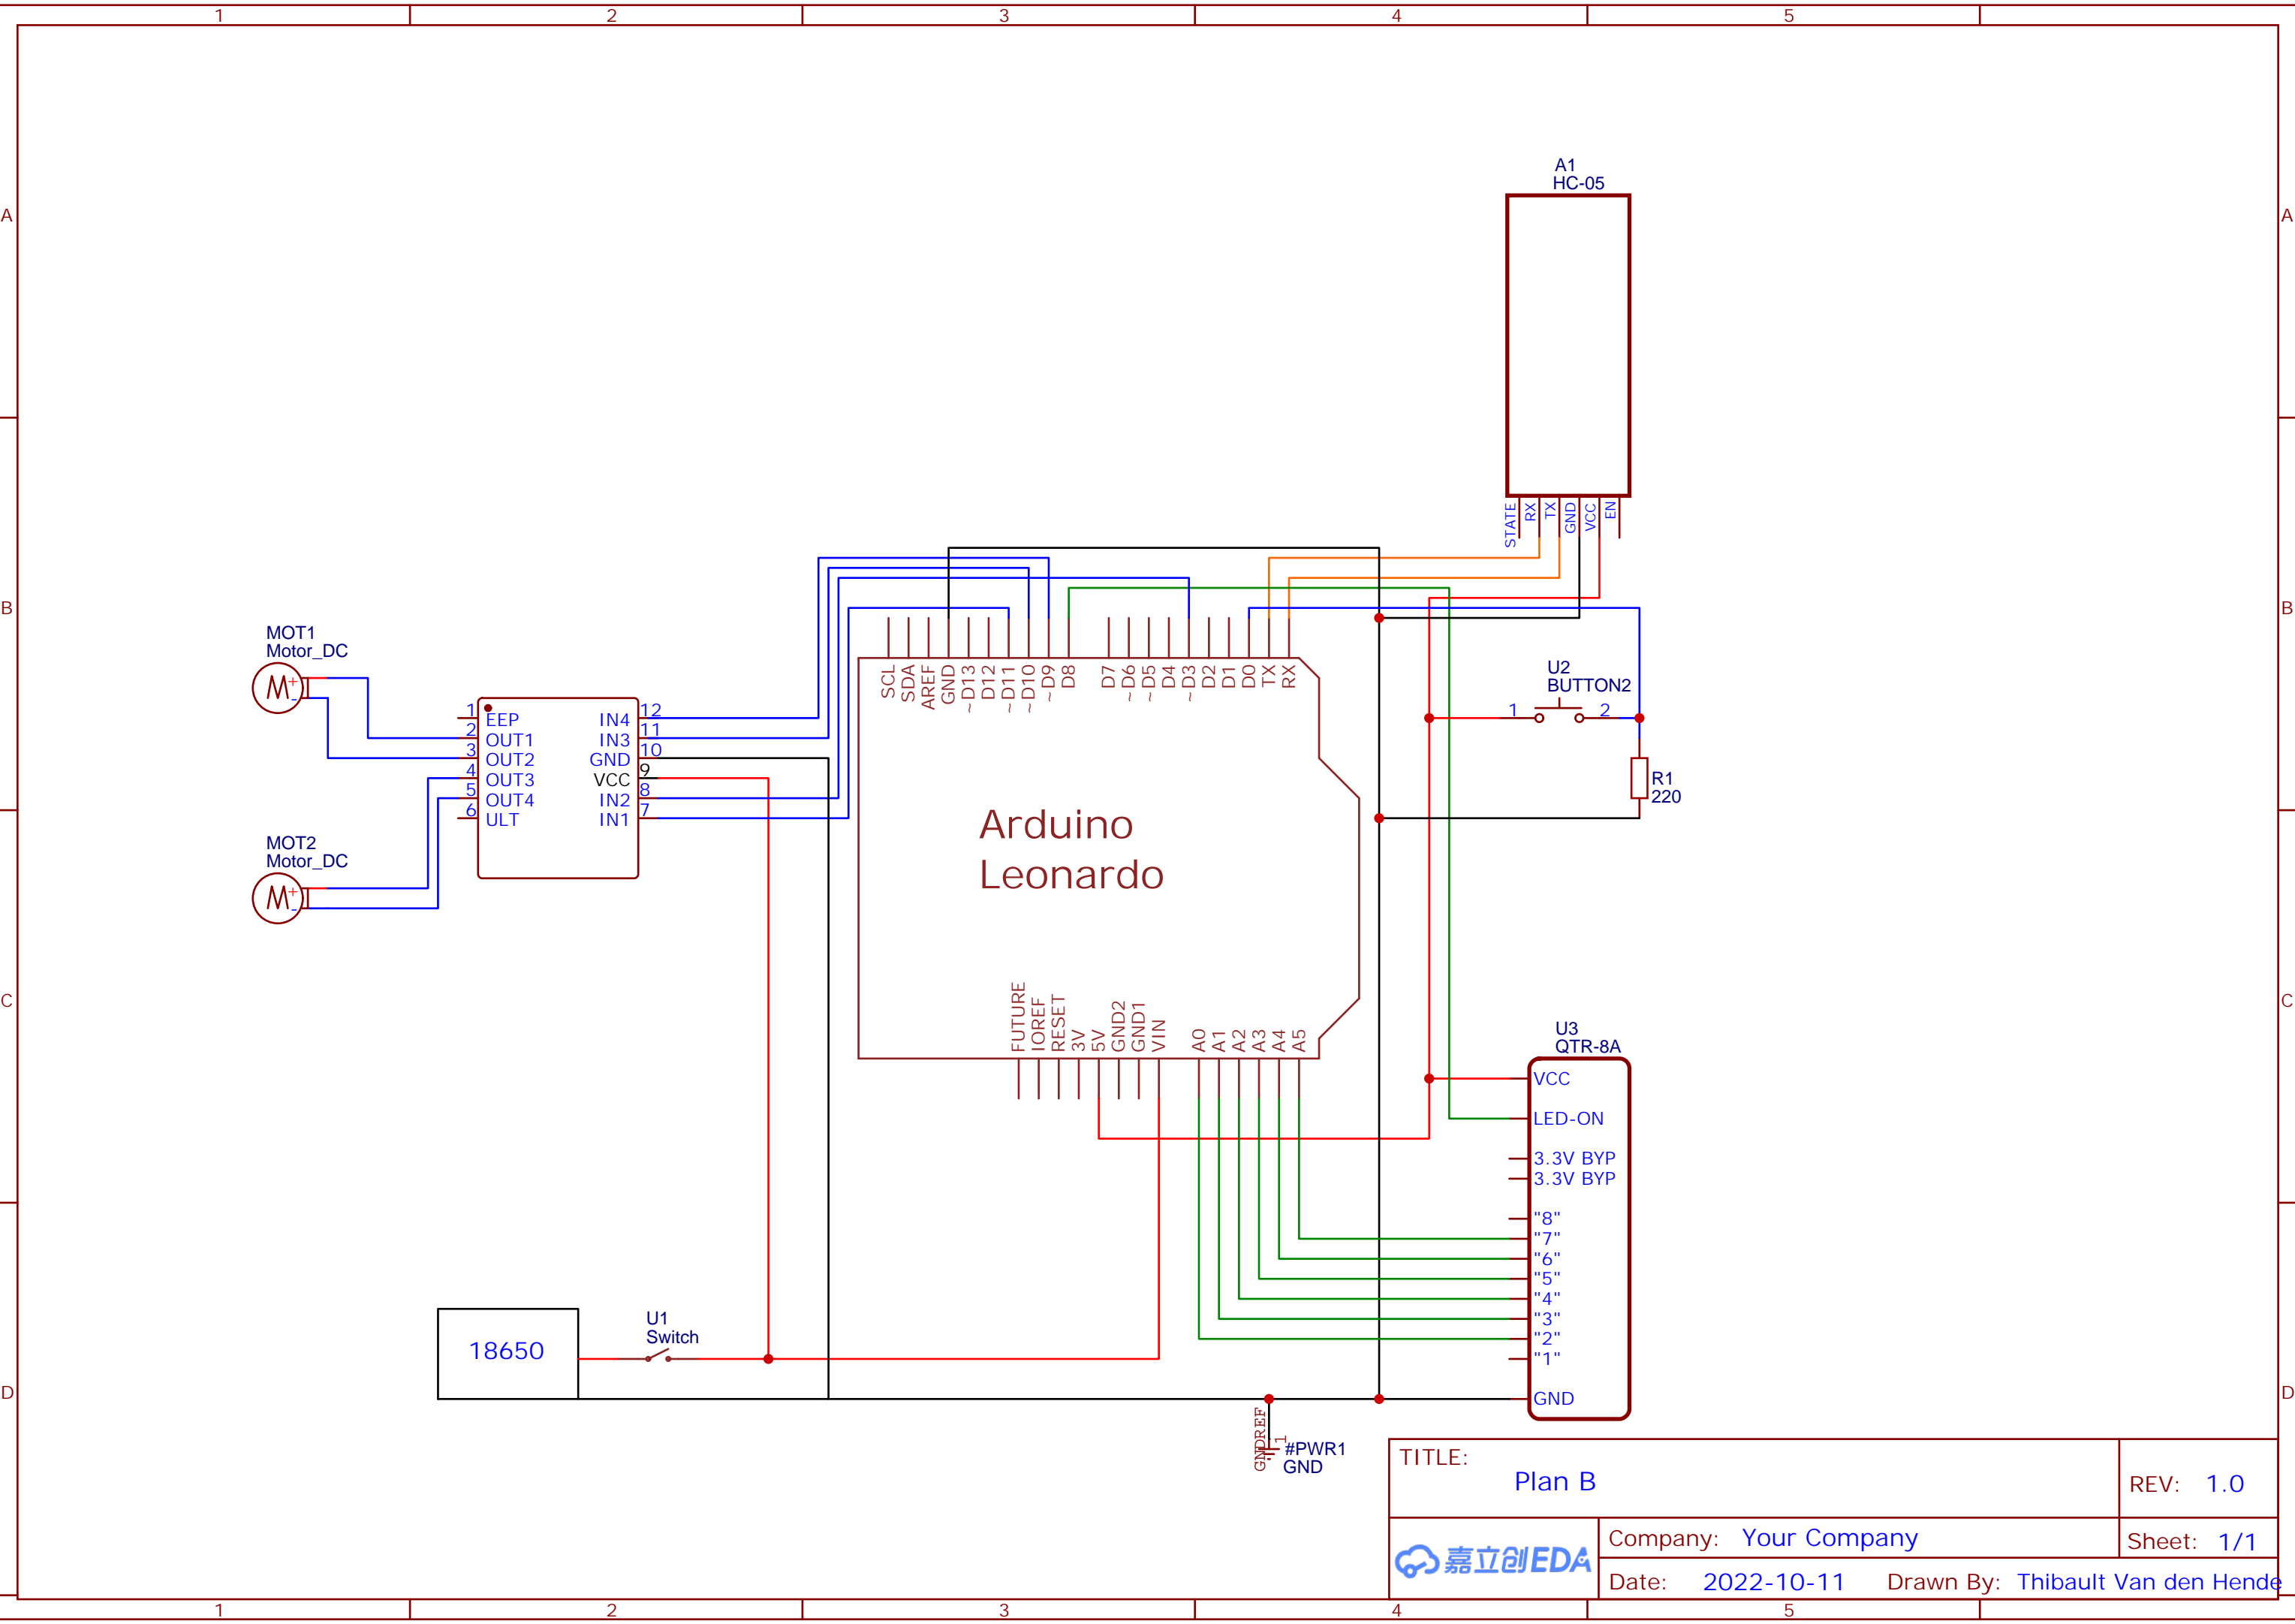 1 2 3 4 5
A A
B B
C C
D D
A1
HC-05
STATE
RX
TX
GND
VCC
EN
MOT1
Motor_DC
M
+
-
MOT2
Motor_DC
M
+
-
1 EEP
2 OUT1
3 OUT2
4 OUT3
5 OUT4
6 ULT
IN4 12
IN3 11
GND 10
VCC 9
IN2 8
IN1 7
SCL
SDA
AREF
GND
~D13
D12
~D11
~D10
~D9
D8
D7
~D6
~D5
D4
~D3
D2
D1
D0
TX
RX
Arduino
Leonardo
FUTURE
IOREF
RESET
3V
5V
GND2
GND1
VIN
A0
A1
A2
A3
A4
A5
U2
BUTTON2
1 2
R1
220
U3
QTR-8A
VCC
LED-ON
3.3V BYP
3.3V BYP
"8"
"7"
"6"
"5"
"4"
"3"
"2"
"1"
GND
18650
U1
Switch
GNDREF
1
#PWR1
GND
TITLE:
Plan B
REV: 1.0
嘉立创EDA
Company: Your Company
Sheet: 1/1
Date: 2022-10-11 Drawn By: Thibault Van den Hende
1 2 3 4 5